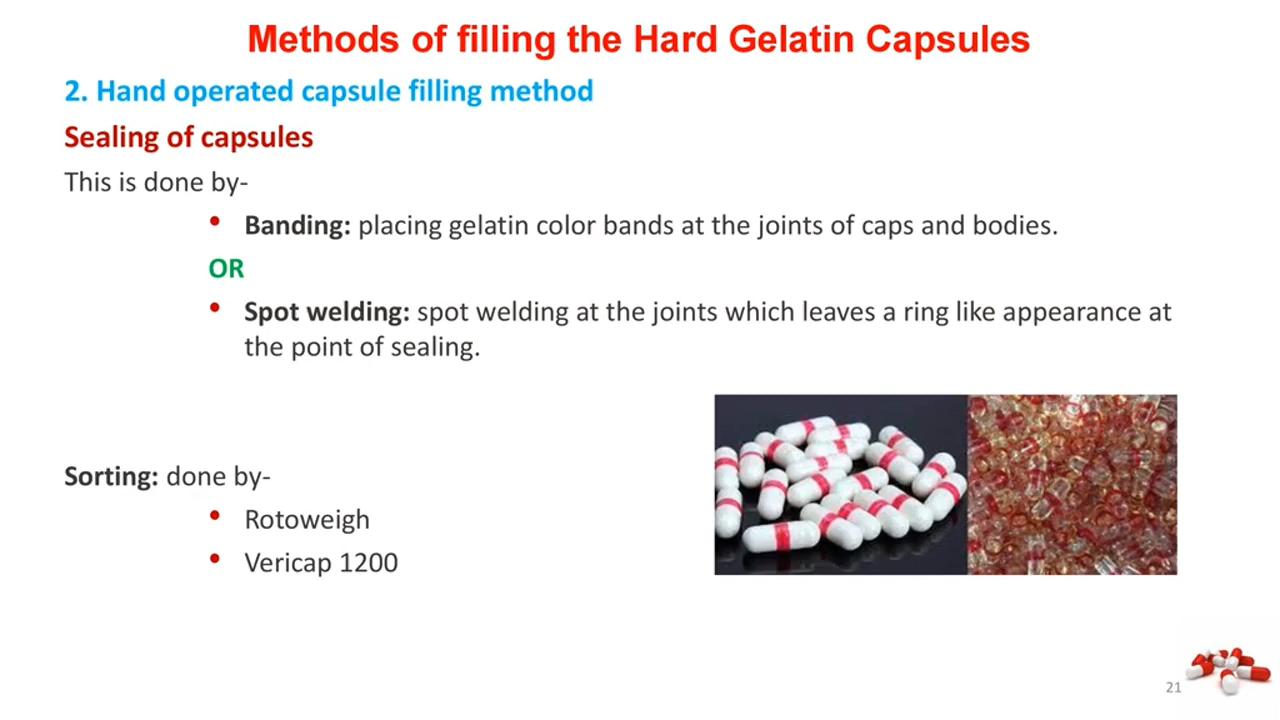 Methods of filling the Hard Gelatin Capsules
2. Hand operated capsule filling method
Sealing of capsules
This is done by-
• Banding: placing gelatin color bands at the joints of caps and bodies.
OR
• Spot welding: spot welding at the joints which leaves a ring like appearance at
the point of sealing.
Sorting: done by-
• Rotoweigh
• Vericap 1200
21